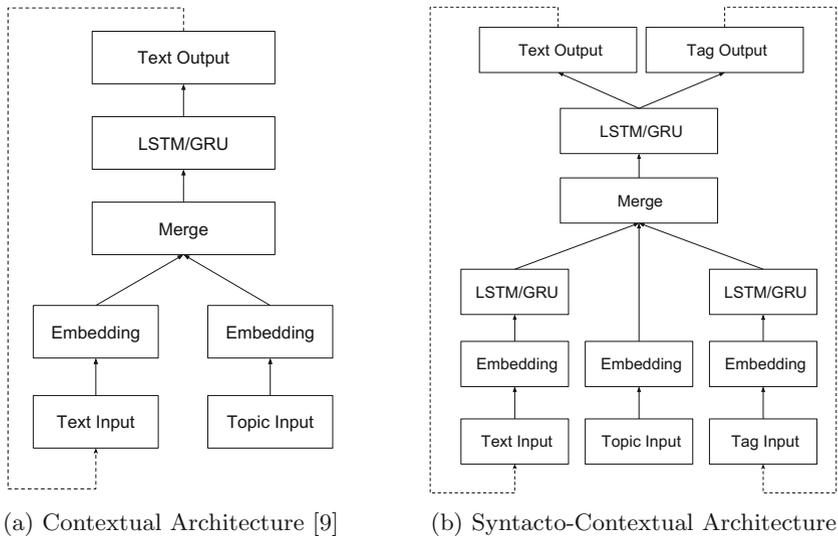 Text Output
LSTM/GRU
Merge
Embedding Embedding
Text Input Topic Input
(a) Contextual Architecture [9]
Text Output Tag Output
LSTM/GRU
Merge
LSTM/GRU LSTM/GRU
Embedding Embedding Embedding
Text Input Topic Input Tag Input
(b) Syntacto-Contextual Architecture